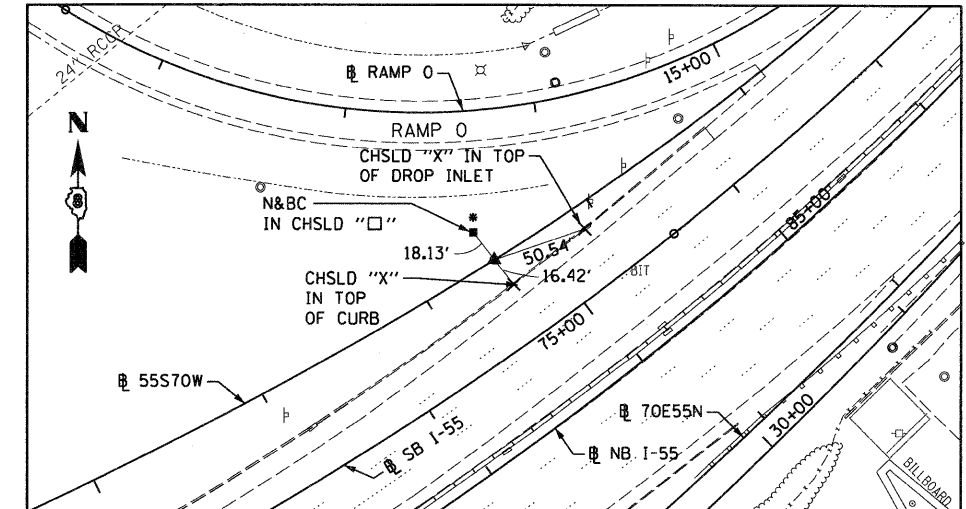 24" RCCP
℄ RAMP O
15+00
N
RAMP O
CHSLD "X" IN TOP
OF DROP INLET
N&BC
IN CHSLD "□"
18.13'
50.54'
16.42'
BIT
85+00
CHSLD "X"
IN TOP
OF CURB
75+00
℄ 55S70W
℄ SB I-55
℄ 70E55N
30+00
℄ NB I-55
BILLBOARD